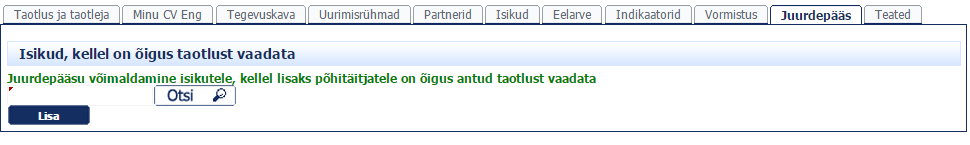 Taotlus ja taotleja Minu CV Eng Tegevuskava Uurimisrühmad Partnerid Isikud Eelarve Indikaatorid Vormistus Juurdepääs Teated
Isikud, kellel on õigus taotlust vaadata
Juurdepääsu võimaldamine isikutele, kellel lisaks põhitäitjatele on õigus antud taotlust vaadata
Otsi
Lisa